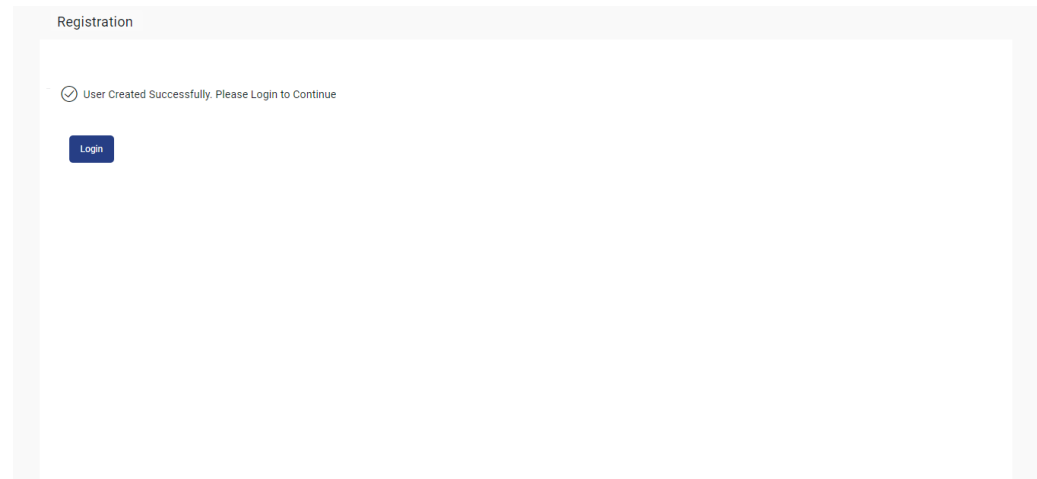 Registration
User Created Successfully. Please Login to Continue
Login